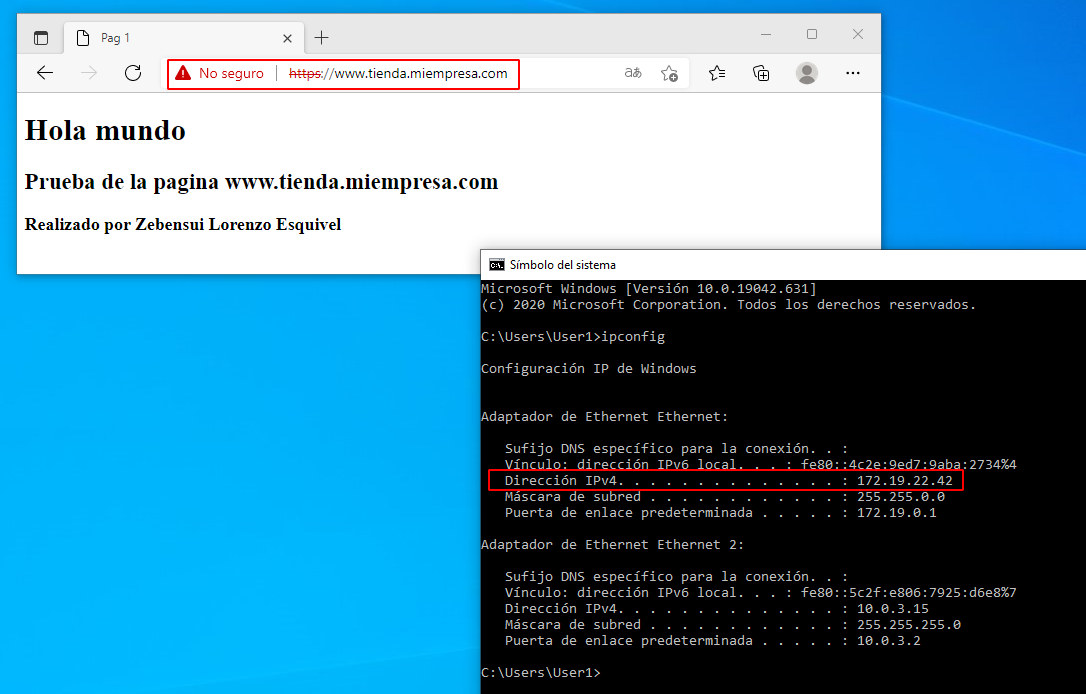 Pag 1
No seguro https://www.tienda.miempresa.com
aあ
Hola mundo
Prueba de la pagina www.tienda.miempresa.com
Realizado por Zebensui Lorenzo Esquivel
Símbolo del sistema
Microsoft Windows [Versión 10.0.19042.631]
(c) 2020 Microsoft Corporation. Todos los derechos reservados.
C:\Users\User1>ipconfig
Configuración IP de Windows
Adaptador de Ethernet Ethernet:
Sufijo DNS específico para la conexión. . :
Vínculo: dirección IPv6 local. . . : fe80::4c2e:9ed7:9aba:2734%4
Dirección IPv4. . . . . . . . . . . . . . : 172.19.22.42
Máscara de subred . . . . . . . . . . . . : 255.255.0.0
Puerta de enlace predeterminada . . . . . : 172.19.0.1
Adaptador de Ethernet Ethernet 2:
Sufijo DNS específico para la conexión. . :
Vínculo: dirección IPv6 local. . . : fe80::5c2f:e806:7925:d6e8%7
Dirección IPv4. . . . . . . . . . . . . . : 10.0.3.15
Máscara de subred . . . . . . . . . . . . : 255.255.255.0
Puerta de enlace predeterminada . . . . . : 10.0.3.2
C:\Users\User1>